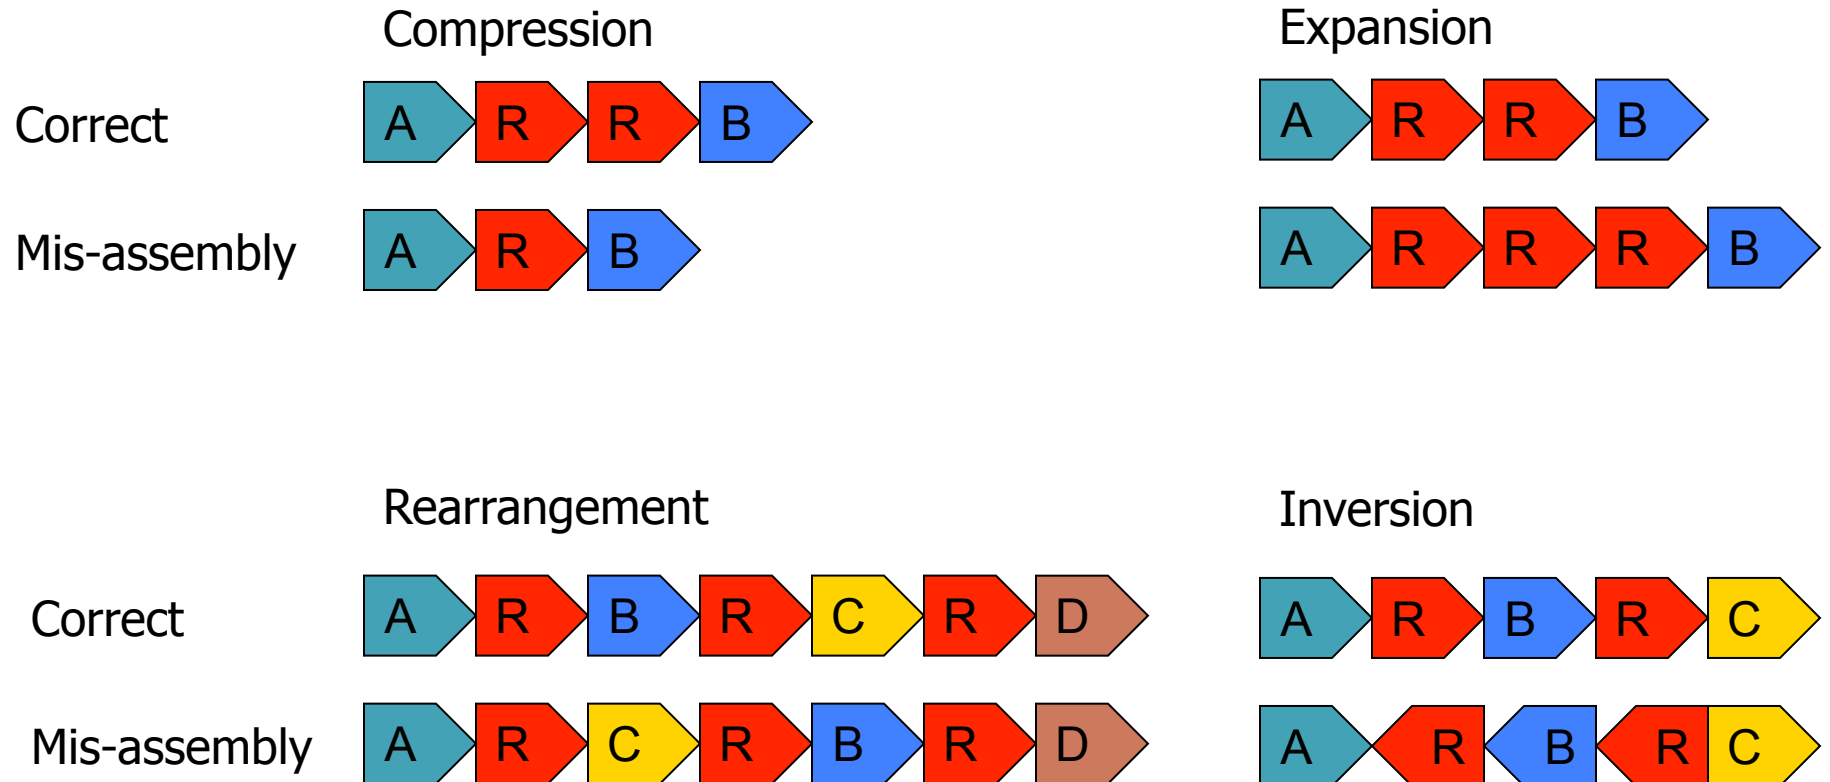 Compression
Expansion
Correct
A R R B
A R R B
Mis-assembly
A R B
A R R R B
Rearrangement
Inversion
Correct
A R B R C R D
A R B R C
Mis-assembly
A R C R B R D
A R B R C